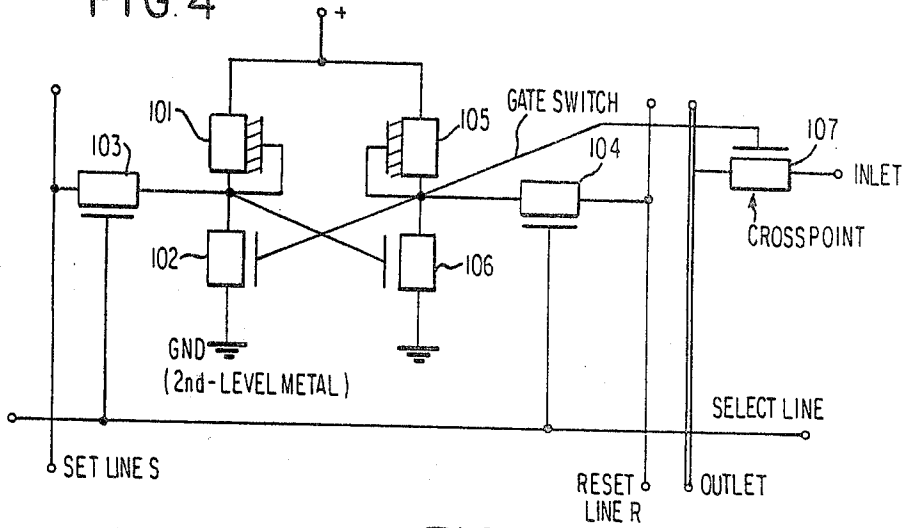 FIG. 4
+
101
105
GATE SWITCH
103
104
107
INLET
CROSSPOINT
102
106
GND
(2nd-LEVEL METAL)
SELECT LINE
SET LINE S
RESET
LINE R
OUTLET